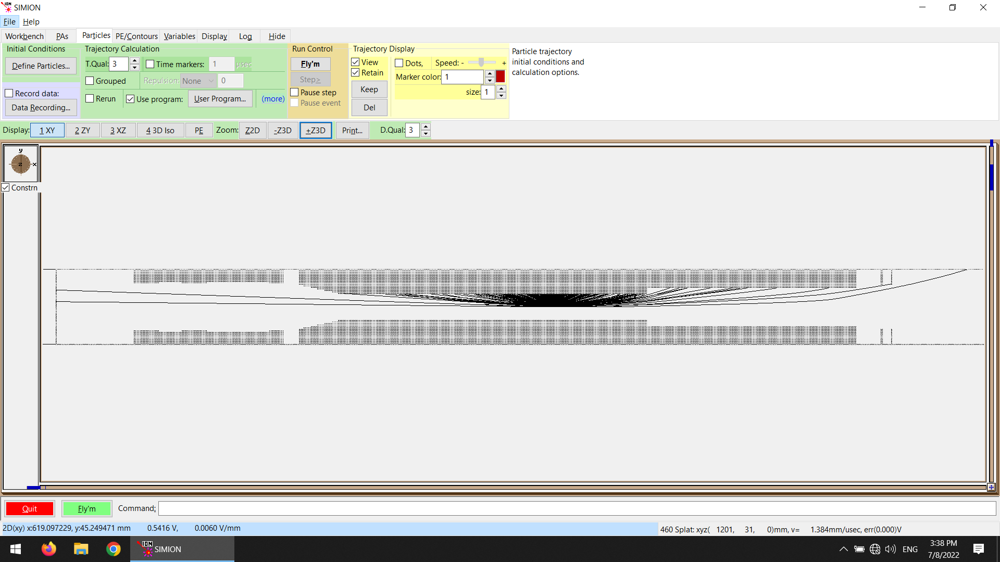 SIMION
File Help
Workbench PAs Particles PE/Contours Variables Display Log Hide
Initial Conditions
Define Particles...
Record data:
Data Recording...
Trajectory Calculation
T.Qual: 3 Time markers: 1 µsec
Grouped Repulsion: None 0
Rerun Use program: User Program... (more)
Run Control
Fly'm
Step>
Pause step
Pause event
Trajectory Display
View
Retain
Keep
Del
Dots, Speed: - +
Marker color: 1
size: 1
Particle trajectory
initial conditions and
calculation options.
Display: 1 XY 2 ZY 3 XZ 4 3D Iso PE Zoom: Z2D -Z3D +Z3D Print... D.Qual: 3
y
z x
Constrn
Quit Fly'm Command:
2D(xy) x:619.097229, y:45.249471 mm 0.5416 V, 0.0060 V/mm 460 Splat: xyz( 1201, 31, 0)mm, v= 1.384mm/usec, err(0.000)V
ION SIMION ENG
3:38 PM
7/8/2022